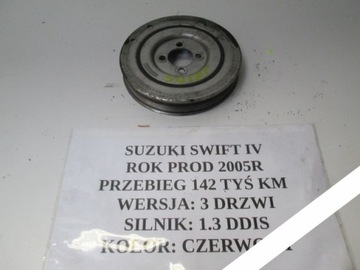 SUZUKI SWIFT IV
ROK PROD 2005R
PRZEBIEG 142 TYŚ KM
WERSJA: 3 DRZWI
SILNIK: 1.3 DDIS
KOLOR: